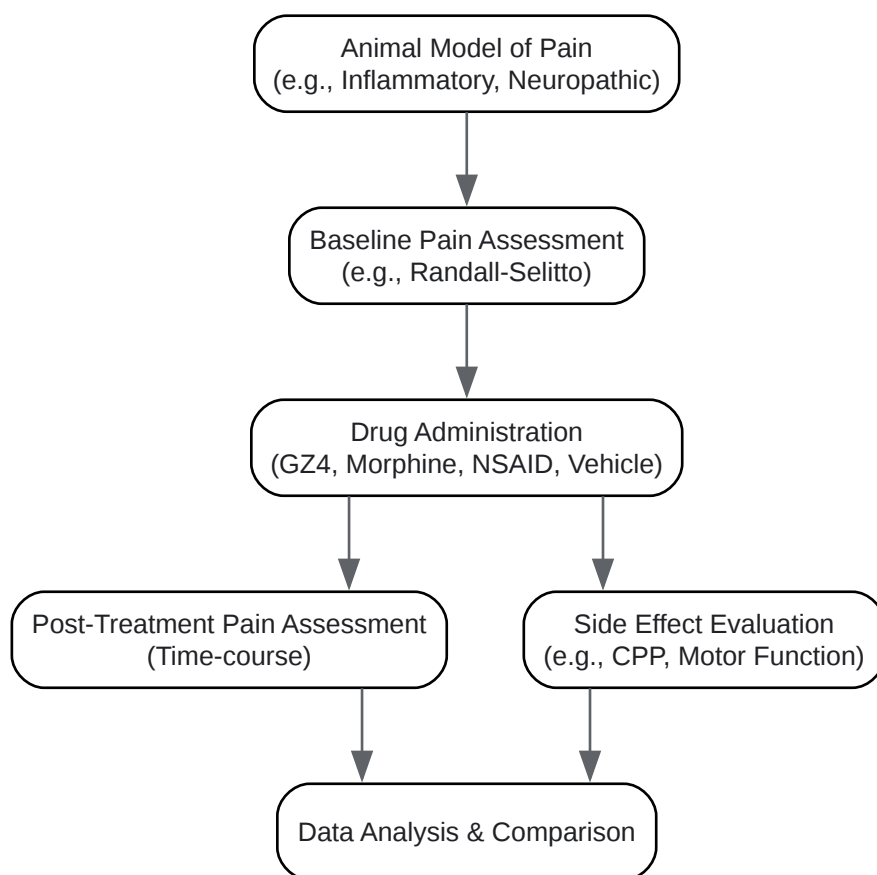 Animal Model of Pain
(e.g., Inflammatory, Neuropathic)
Baseline Pain Assessment
(e.g., Randall-Selitto)
Drug Administration
(GZ4, Morphine, NSAID, Vehicle)
Post-Treatment Pain Assessment
(Time-course)
Side Effect Evaluation
(e.g., CPP, Motor Function)
Data Analysis & Comparison